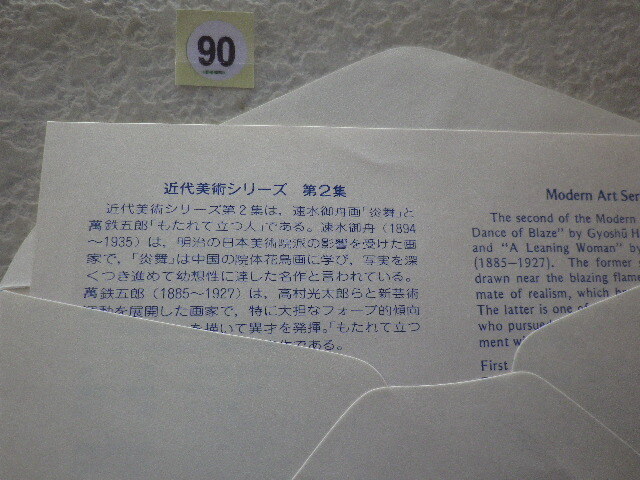 90
近代美術シリーズ 第2集
近代美術シリーズ第2集は、速水御舟画「炎舞」と
萬鉄五郎「もたれて立つ人」である。速水御舟(1894
〜1935)は、明治の日本美術院派の影響を受けた画
家で、「炎舞」は中国の院体花鳥画に学び、写実を深
くつき進めて幼想性に達した名作と言われている。
萬鉄五郎(1885〜1927)は、高村光太郎らと新芸術
動を展開した画家で、特に大担なフォーブ的傾向
を描いて異才を発揮。「もたれて立つ
である。
Modern Art Ser
The second of the Modern
Dance of Blaze" by Gyoshū H
and "A Leaning Woman" by
(1885–1927). The former
drawn near the blazing flame
mate of realism, which
The latter is one of
who pursu
ment
First